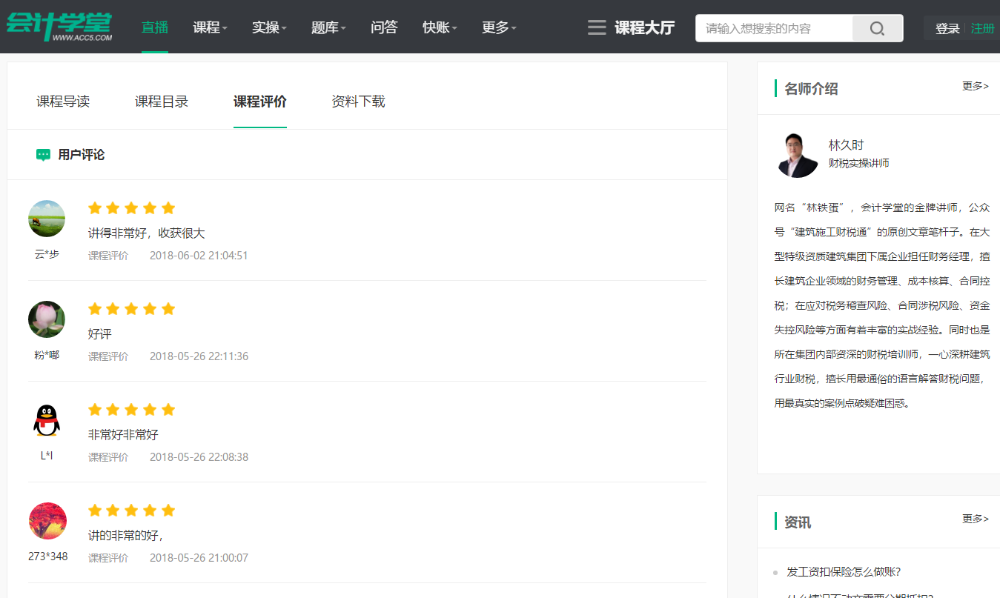 会计学堂
WWW.ACC5.COM
直播
课程
实操
题库
问答
快账
更多
课程大厅
请输入想搜索的内容
登录
注册
课程导读
课程目录
课程评价
资料下载
用户评论
讲得非常好，收获很大
云*步
课程评价 2018-06-02 21:04:51
好评
粉*嘟
课程评价 2018-05-26 22:11:36
非常好非常好
L*I
课程评价 2018-05-26 22:08:38
讲的非常的好，
273*348
课程评价 2018-05-26 21:00:07
名师介绍
更多>
林久时
财税实操讲师
网名“林铁蛋”，会计学堂的金牌讲师，公众
号“建筑施工财税通”的原创文章笔杆子。在大
型特级资质建筑集团下属企业担任财务经理，擅
长建筑企业领域的财务管理、成本核算、合同控
税；在应对税务稽查风险、合同涉税风险、资金
失控风险等方面有着丰富的实战经验。同时也是
所在集团内部资深的财税培训师，一心深耕建筑
行业财税，擅长用最通俗的语言解答财税问题，
用最真实的案例点破疑难困惑。
资讯
更多>
发工资扣保险怎么做账?